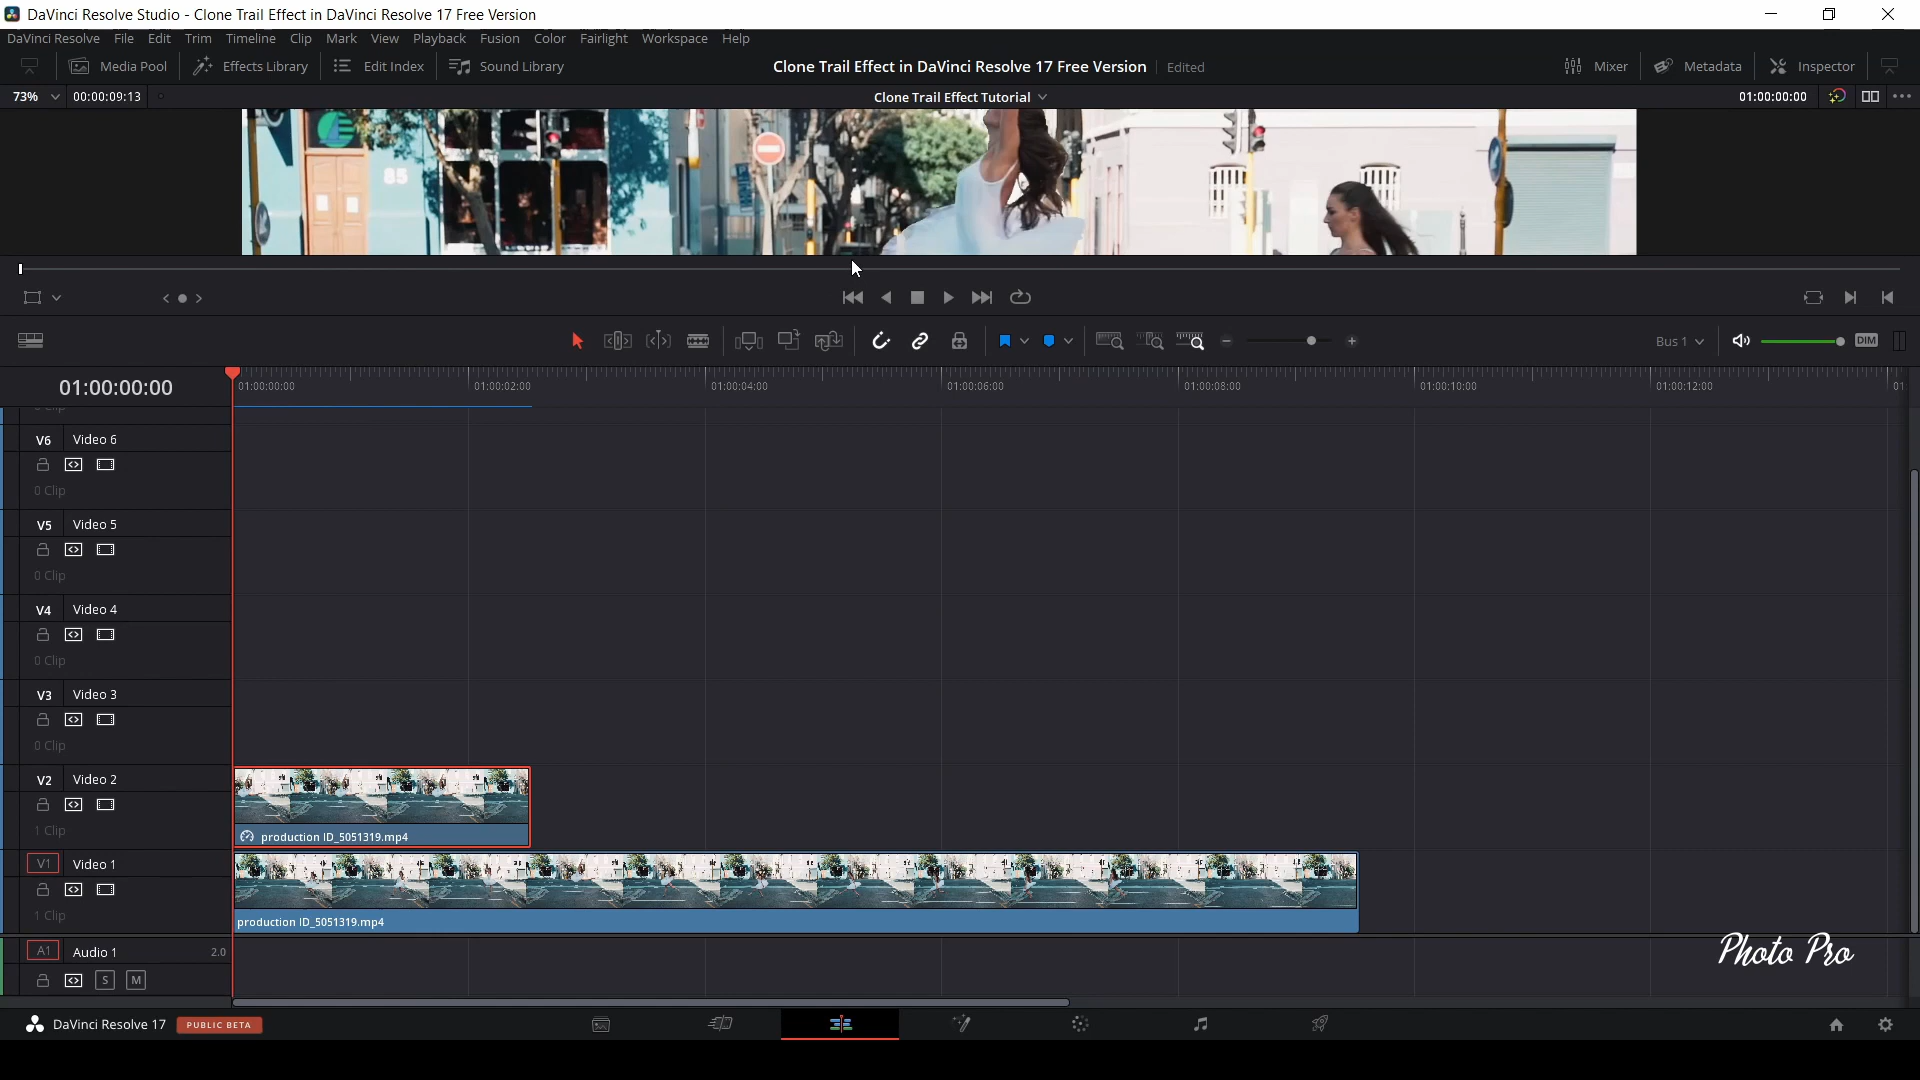 DaVinci Resolve Studio - Clone Trail Effect in DaVinci Resolve 17 Free Version
DaVinci Resolve File Edit Trim Timeline Clip Mark View Playback Fusion Color Fairlight Workspace Help
Media Pool Effects Library Edit Index Sound Library Clone Trail Effect in DaVinci Resolve 17 Free Version Edited Mixer Metadata Inspector
73% 00:00:09:13 Clone Trail Effect Tutorial 01:00:00:00
85
Bus 1 DIM
01:00:00:00 01:00:00:00 01:00:02:00 01:00:04:00 01:00:06:00 01:00:08:00 01:00:10:00 01:00:12:00 01
V6 Video 6
0 Clip
V5 Video 5
0 Clip
V4 Video 4
0 Clip
V3 Video 3
0 Clip
V2 Video 2
1 Clip
production ID_5051319.mp4
V1 Video 1
1 Clip
production ID_5051319.mp4
A1 Audio 1 2.0
S M
Photo Pro
DaVinci Resolve 17 PUBLIC BETA